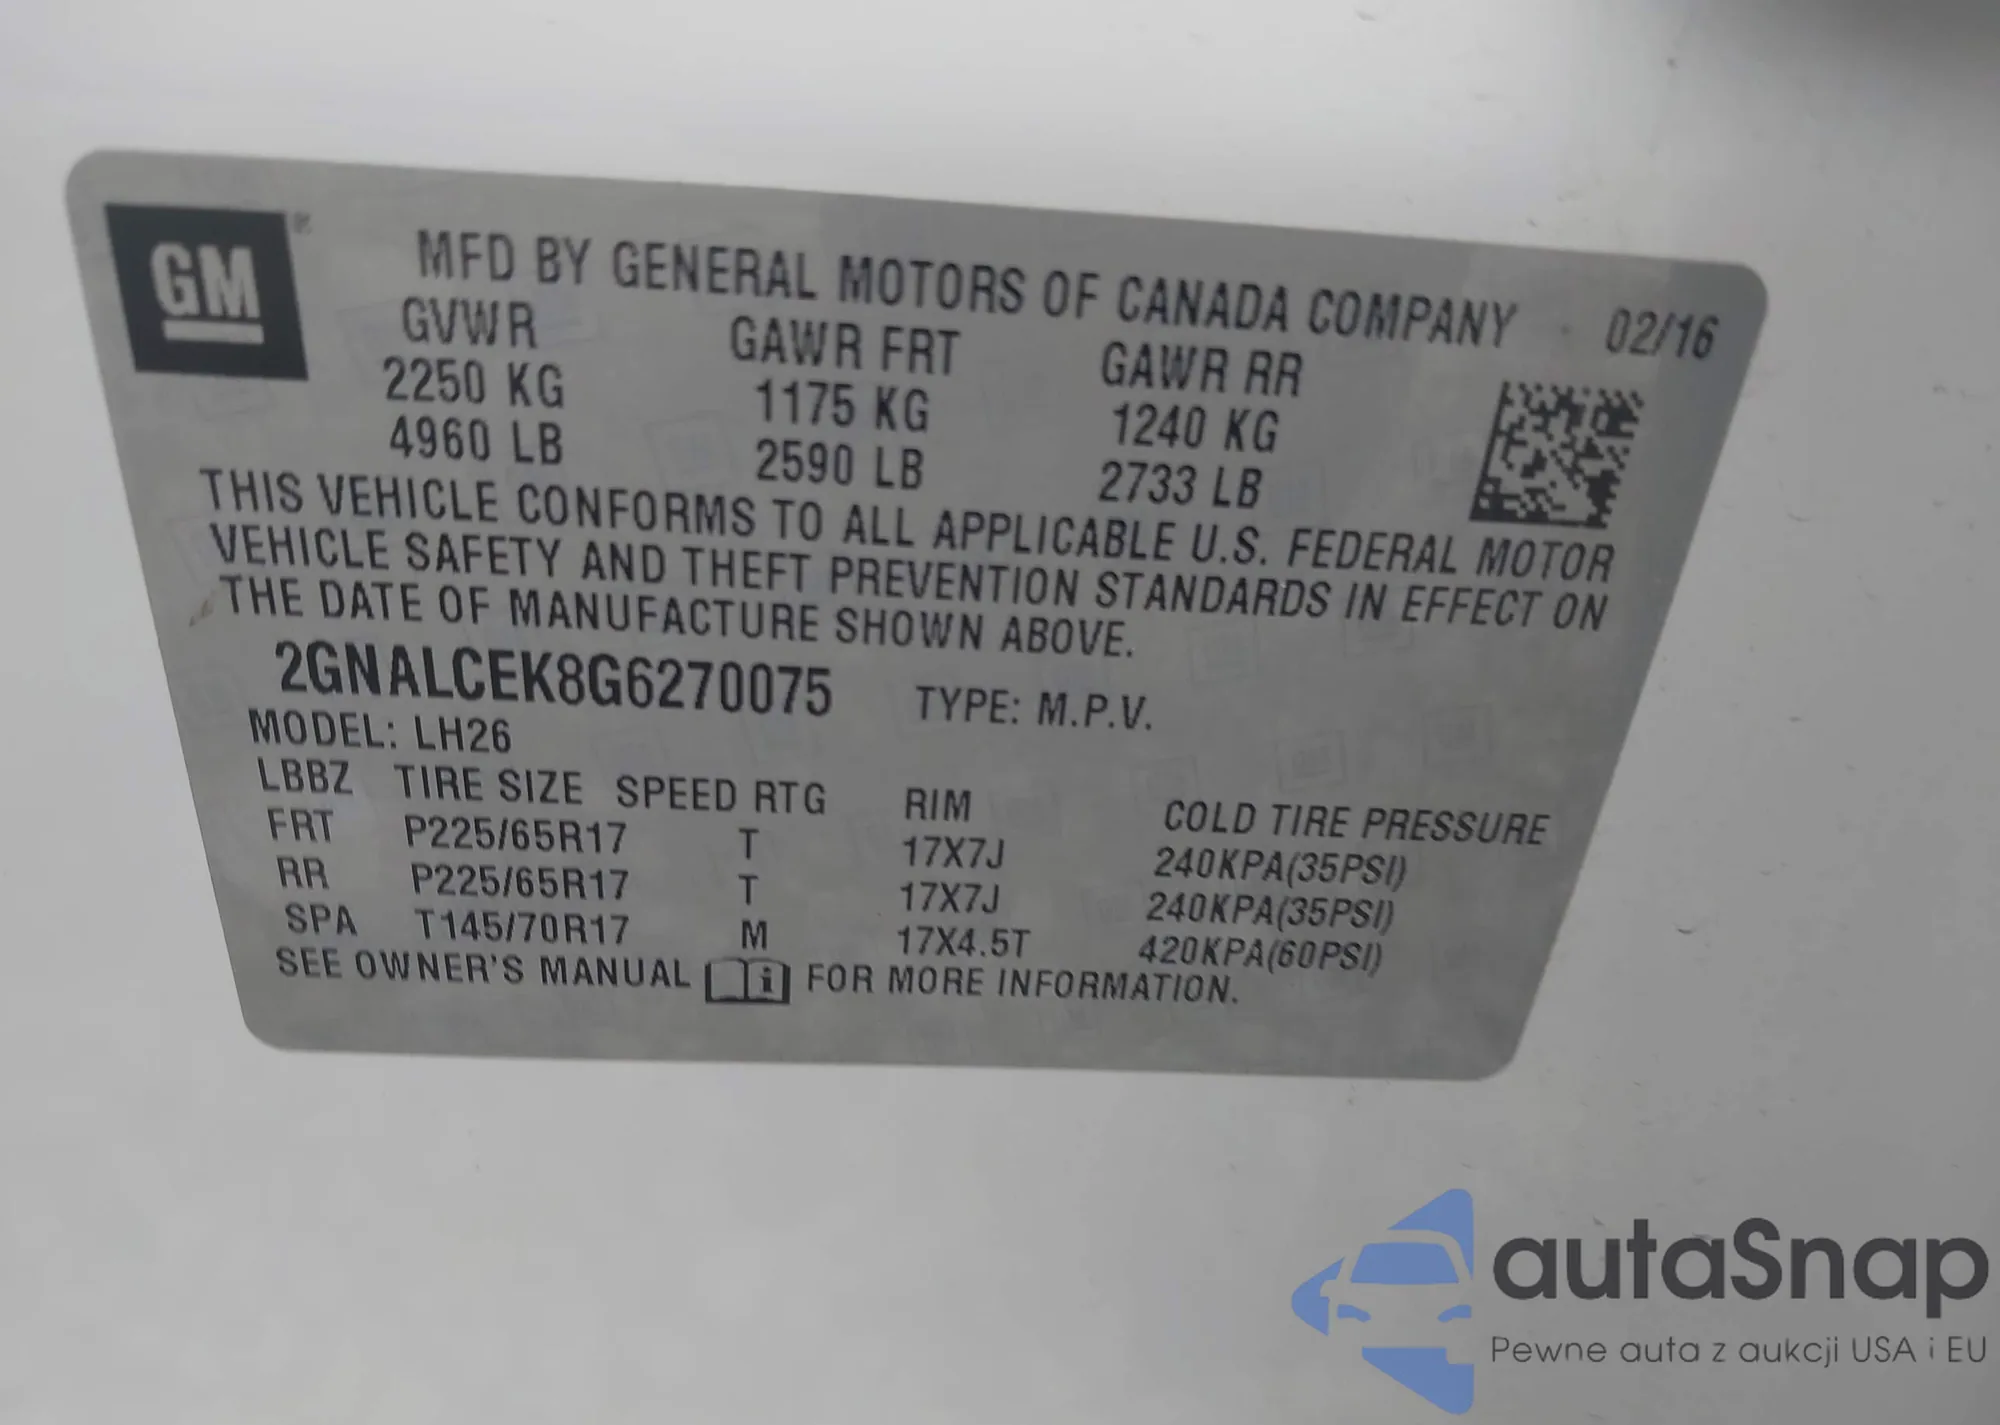 GM
MFD BY GENERAL MOTORS OF CANADA COMPANY 02/16
GVWR GAWR FRT GAWR RR
2250 KG 1175 KG 1240 KG
4960 LB 2590 LB 2733 LB
THIS VEHICLE CONFORMS TO ALL APPLICABLE U.S. FEDERAL MOTOR
VEHICLE SAFETY AND THEFT PREVENTION STANDARDS IN EFFECT ON
THE DATE OF MANUFACTURE SHOWN ABOVE.
2GNALCEK8G6270075 TYPE: M.P.V.
MODEL: LH26
LBBZ TIRE SIZE SPEED RTG RIM COLD TIRE PRESSURE
FRT P225/65R17 T 17X7J 240KPA(35PSI)
RR P225/65R17 T 17X7J 240KPA(35PSI)
SPA T145/70R17 M 17X4.5T 420KPA(60PSI)
SEE OWNER'S MANUAL i FOR MORE INFORMATION.
autaSnap
Pewne auta z aukcji USA i EU